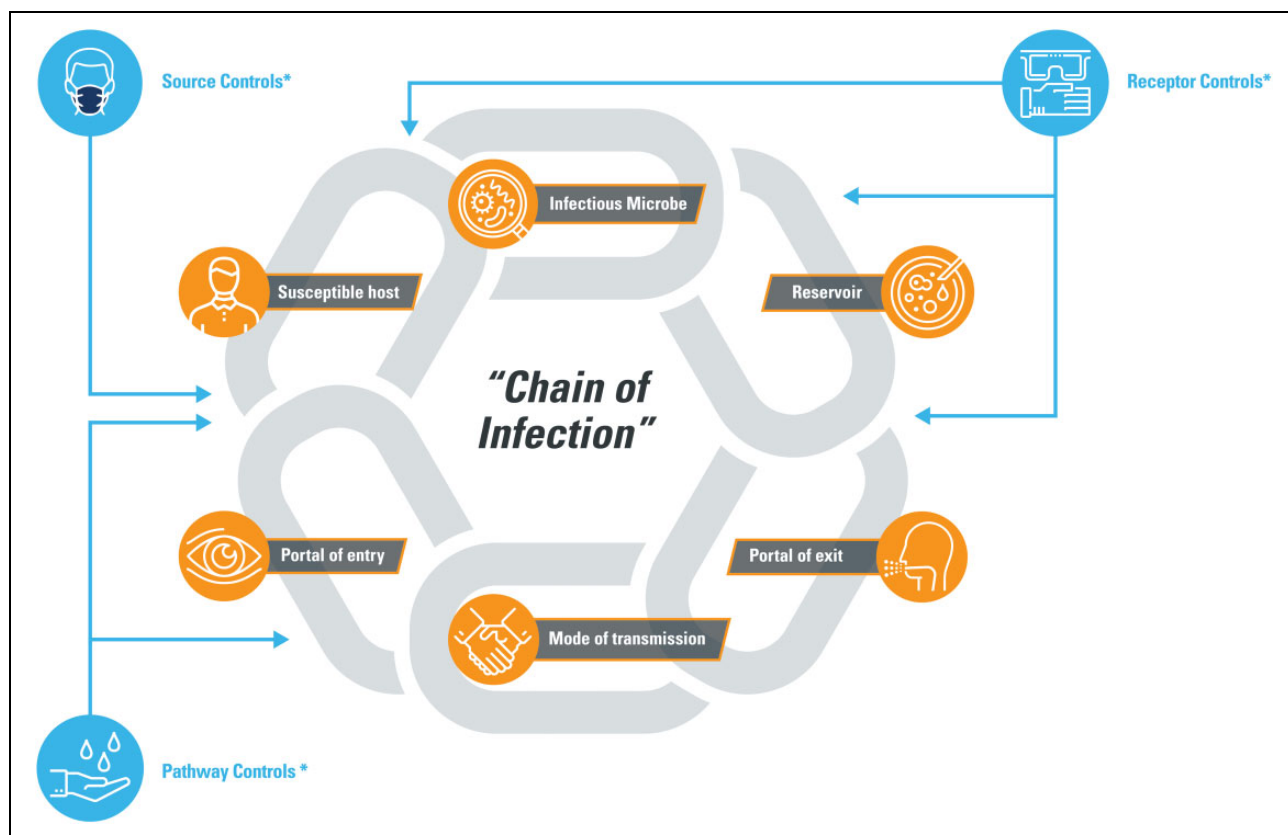 Source Controls*
Receptor Controls*
Infectious Microbe
Susceptible host
Reservoir
“Chain of
Infection”
Portal of entry
Portal of exit
Mode of transmission
Pathway Controls *